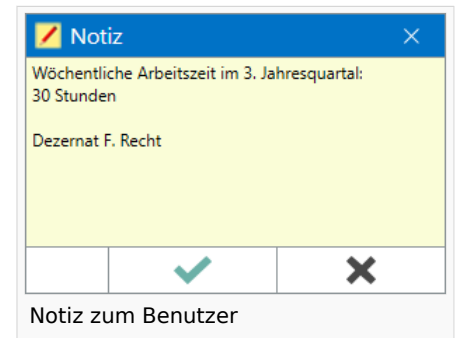 Notiz
Wöchentliche Arbeitszeit im 3. Jahresquartal:
30 Stunden
Dezernat F. Recht
Notiz zum Benutzer